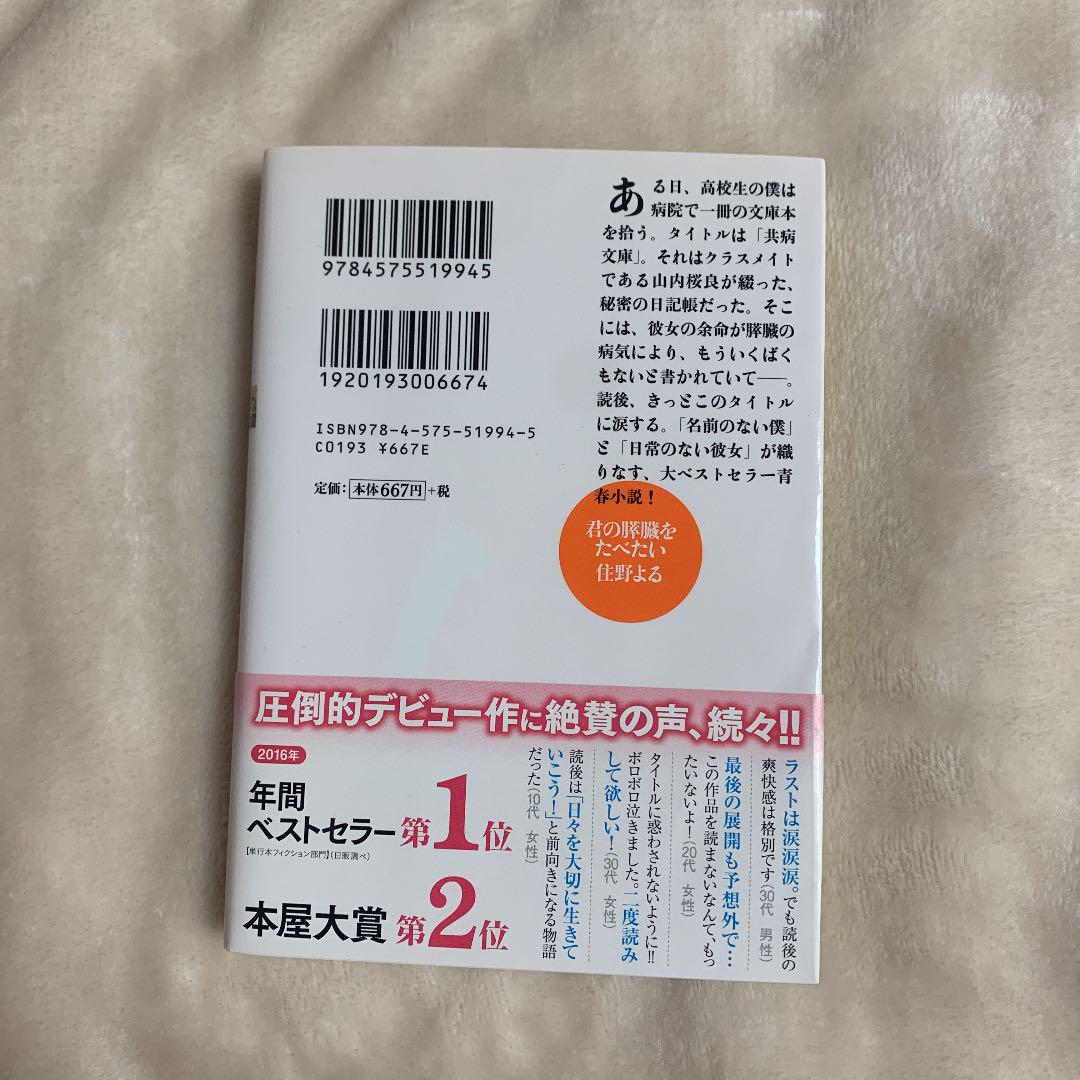 9784575519945
1920193006674
ISBN978-4-575-51994-5
C0193 ¥667E
定価：本体667円+税
ある日、高校生の僕は
病院で一冊の文庫本
を拾う。タイトルは「共病
文庫」。それはクラスメイト
である山内桜良が綴った、
秘密の日記帳だった。そこ
には、彼女の余命が膵臓の
病気により、もういくばく
もないと書かれていて——。
読後、きっとこのタイトル
に涙する。「名前のない僕」
と「日常のない彼女」が織
りなす、大ベストセラー青
春小説！
君の膵臓を
たべたい
住野よる
圧倒的デビュー作に絶賛の声、続々!!
2016年
年間
ベストセラー第1位
【単行本フィクション部門】（日販調べ）
本屋大賞 第2位
ラストは涙涙涙。でも読後の
爽快感は格別です（30代 男性）
最後の展開も予想外で…
この作品を読まないなんて、もっ
たいないよ！（20代 女性）
タイトルに惑わされないように!!
ボロボロ泣きました。二度読み
して欲しい！（30代 女性）
読後は「日々を大切に生きて
いこう！」と前向きになる物語
だった（10代 女性）